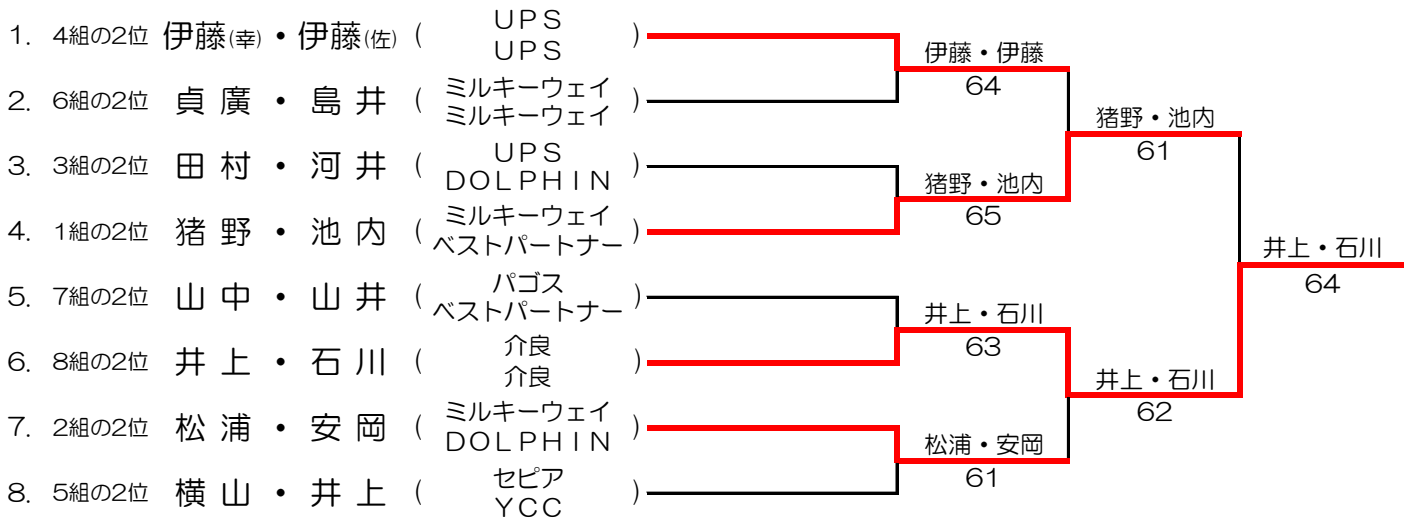 1. 4組の2位 伊藤(幸)・伊藤(佐) ( UPS
UPS )
2. 6組の2位 貞廣・島井 ( ミルキーウェイ
ミルキーウェイ )
3. 3組の2位 田村・河井 ( UPS
DOLPHIN )
4. 1組の2位 猪野・池内 ( ミルキーウェイ
ベストパートナー )
5. 7組の2位 山中・山井 ( パゴス
ベストパートナー )
6. 8組の2位 井上・石川 ( 介良
介良 )
7. 2組の2位 松浦・安岡 ( ミルキーウェイ
DOLPHIN )
8. 5組の2位 横山・井上 ( セピア
YCC )
伊藤・伊藤
64
猪野・池内
65
井上・石川
63
松浦・安岡
61
猪野・池内
61
井上・石川
62
井上・石川
64